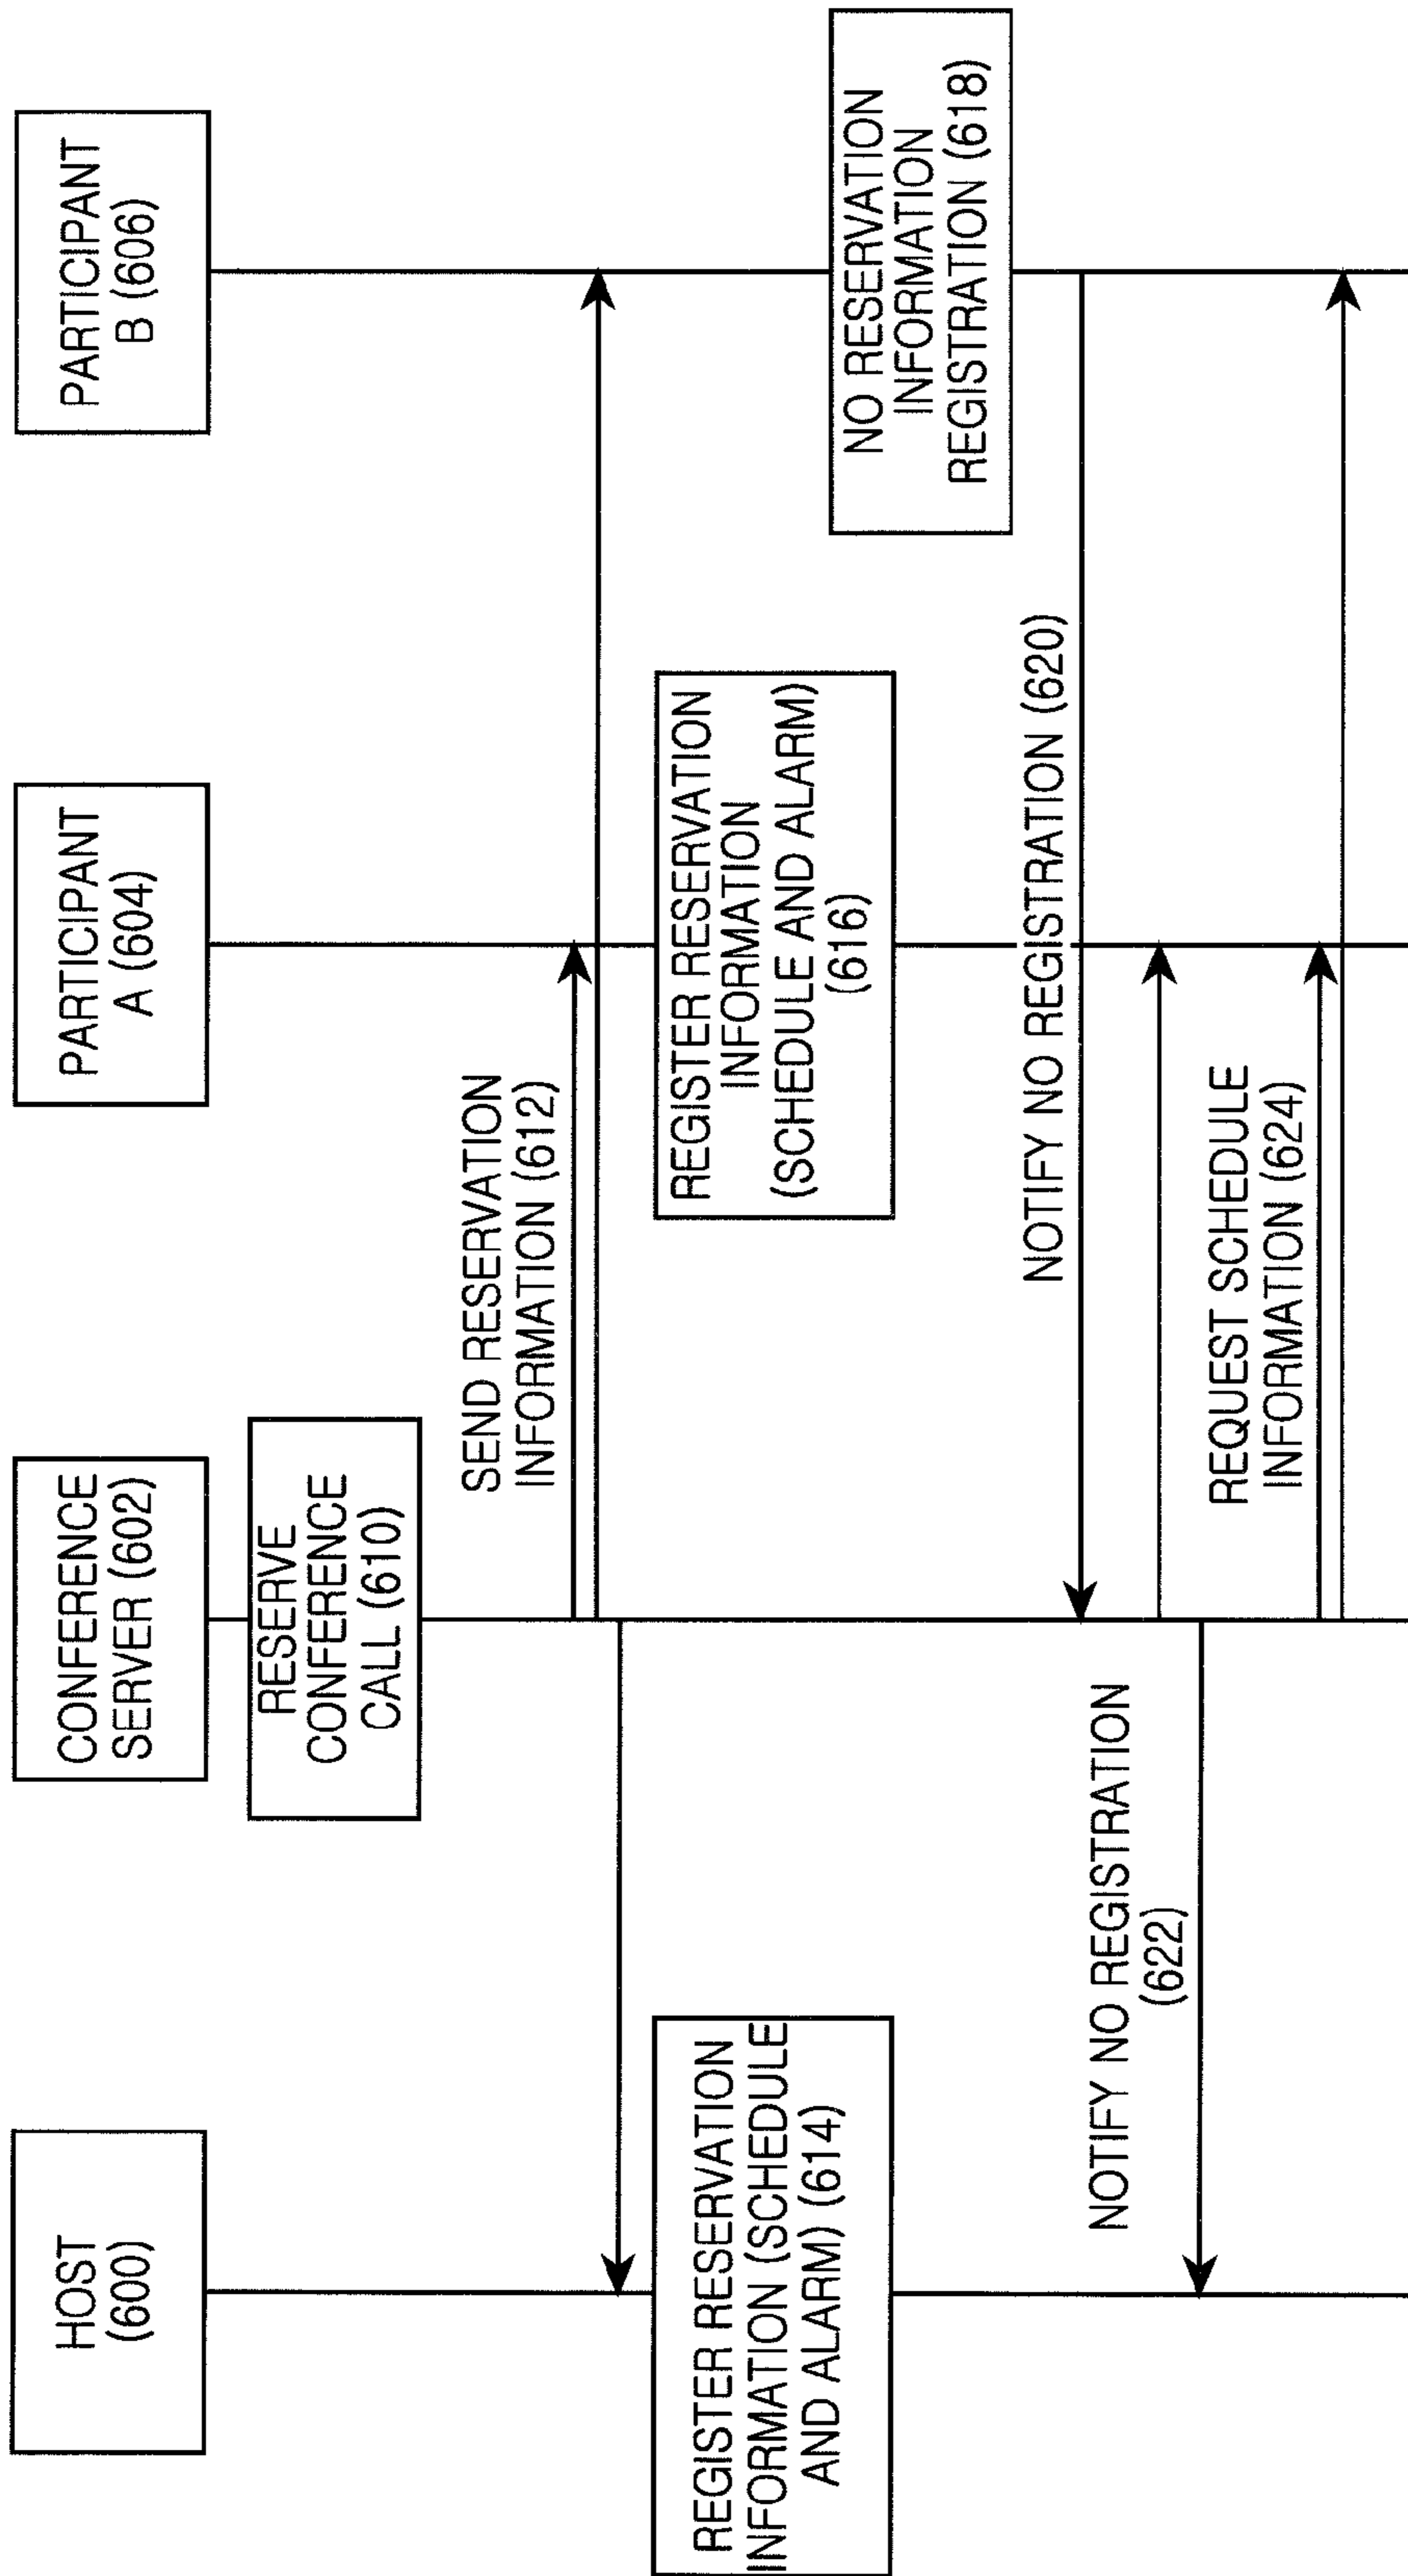 HOST
(600)
CONFERENCE
SERVER (602)
PARTICIPANT
A (604)
PARTICIPANT
B (606)
RESERVE
CONFERENCE
CALL (610)
SEND RESERVATION
INFORMATION (612)
REGISTER RESERVATION
INFORMATION (SCHEDULE
AND ALARM) (614)
REGISTER RESERVATION
INFORMATION
(SCHEDULE AND ALARM)
(616)
NO RESERVATION
INFORMATION
REGISTRATION (618)
NOTIFY NO REGISTRATION (620)
NOTIFY NO REGISTRATION
(622)
REQUEST SCHEDULE
INFORMATION (624)